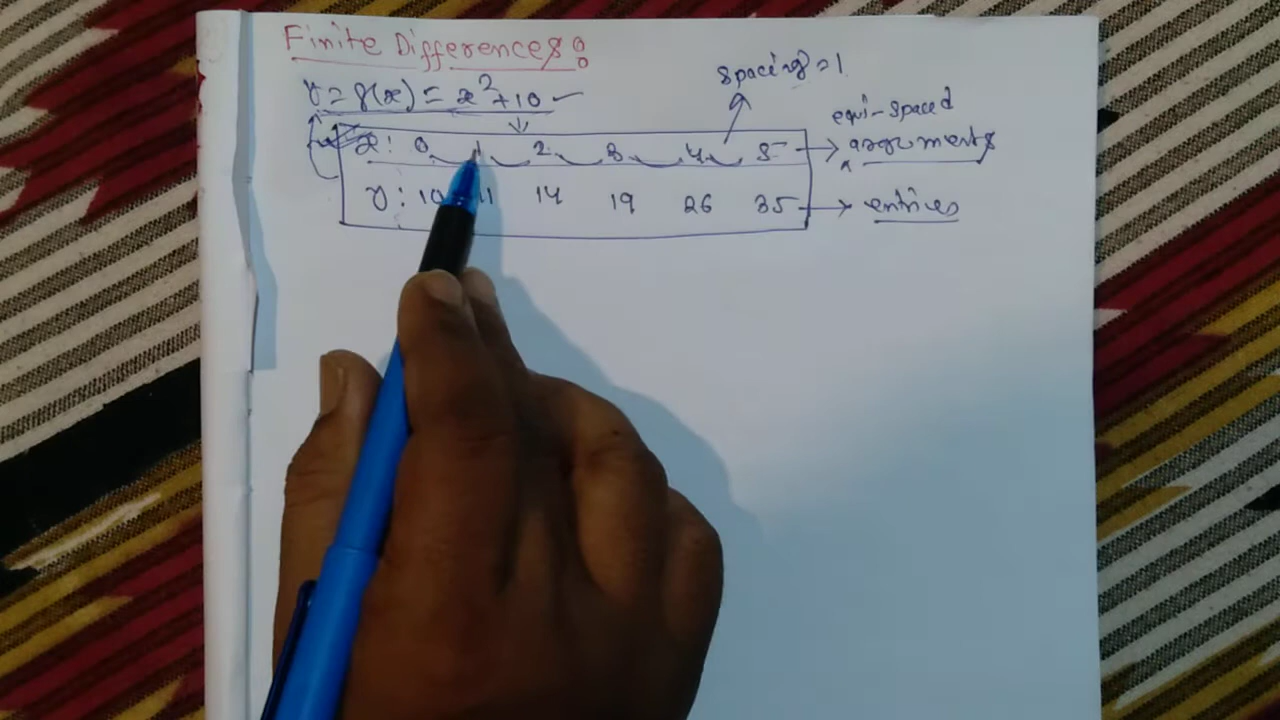 Finite Differences:
y = f(x) = x²+10
spacing = 1
equi-spaced
x: 0 1 2 3 4 5 → arguments
y: 10 11 14 19 26 35 → entries